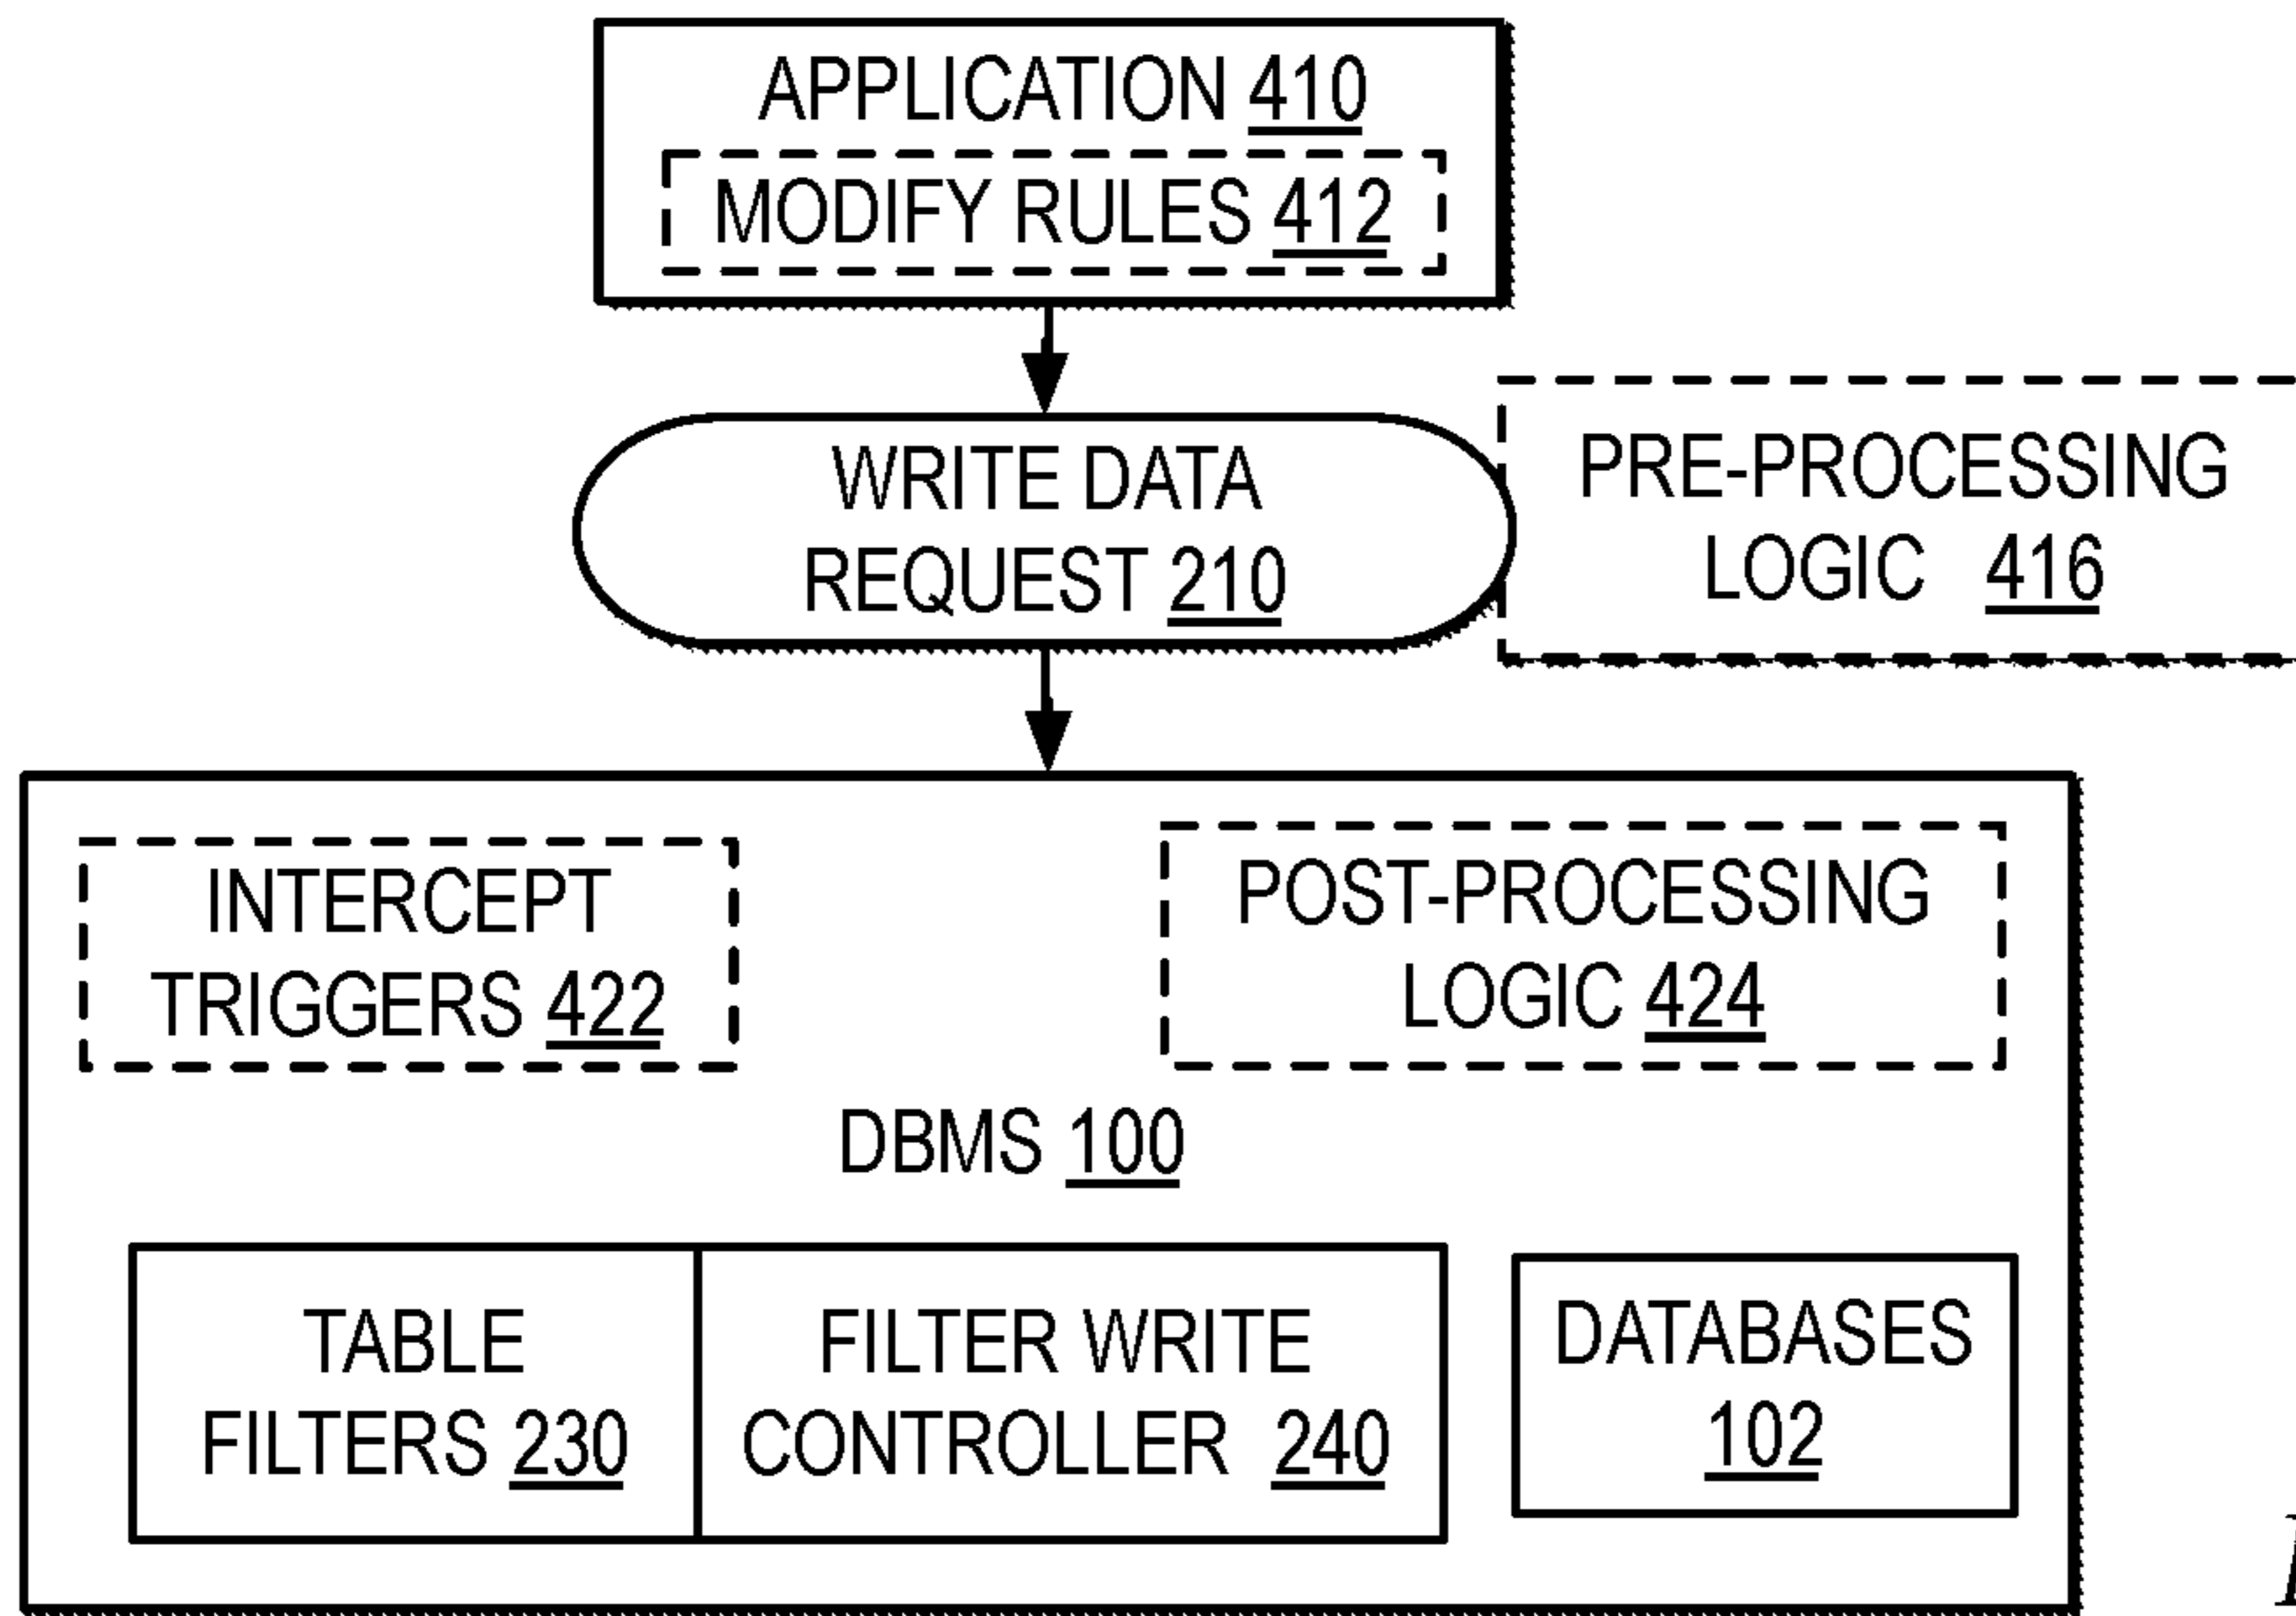 APPLICATION 410
MODIFY RULES 412
WRITE DATA
REQUEST 210
PRE-PROCESSING
LOGIC 416
INTERCEPT
TRIGGERS 422
POST-PROCESSING
LOGIC 424
DBMS 100
TABLE
FILTERS 230
FILTER WRITE
CONTROLLER 240
DATABASES
102